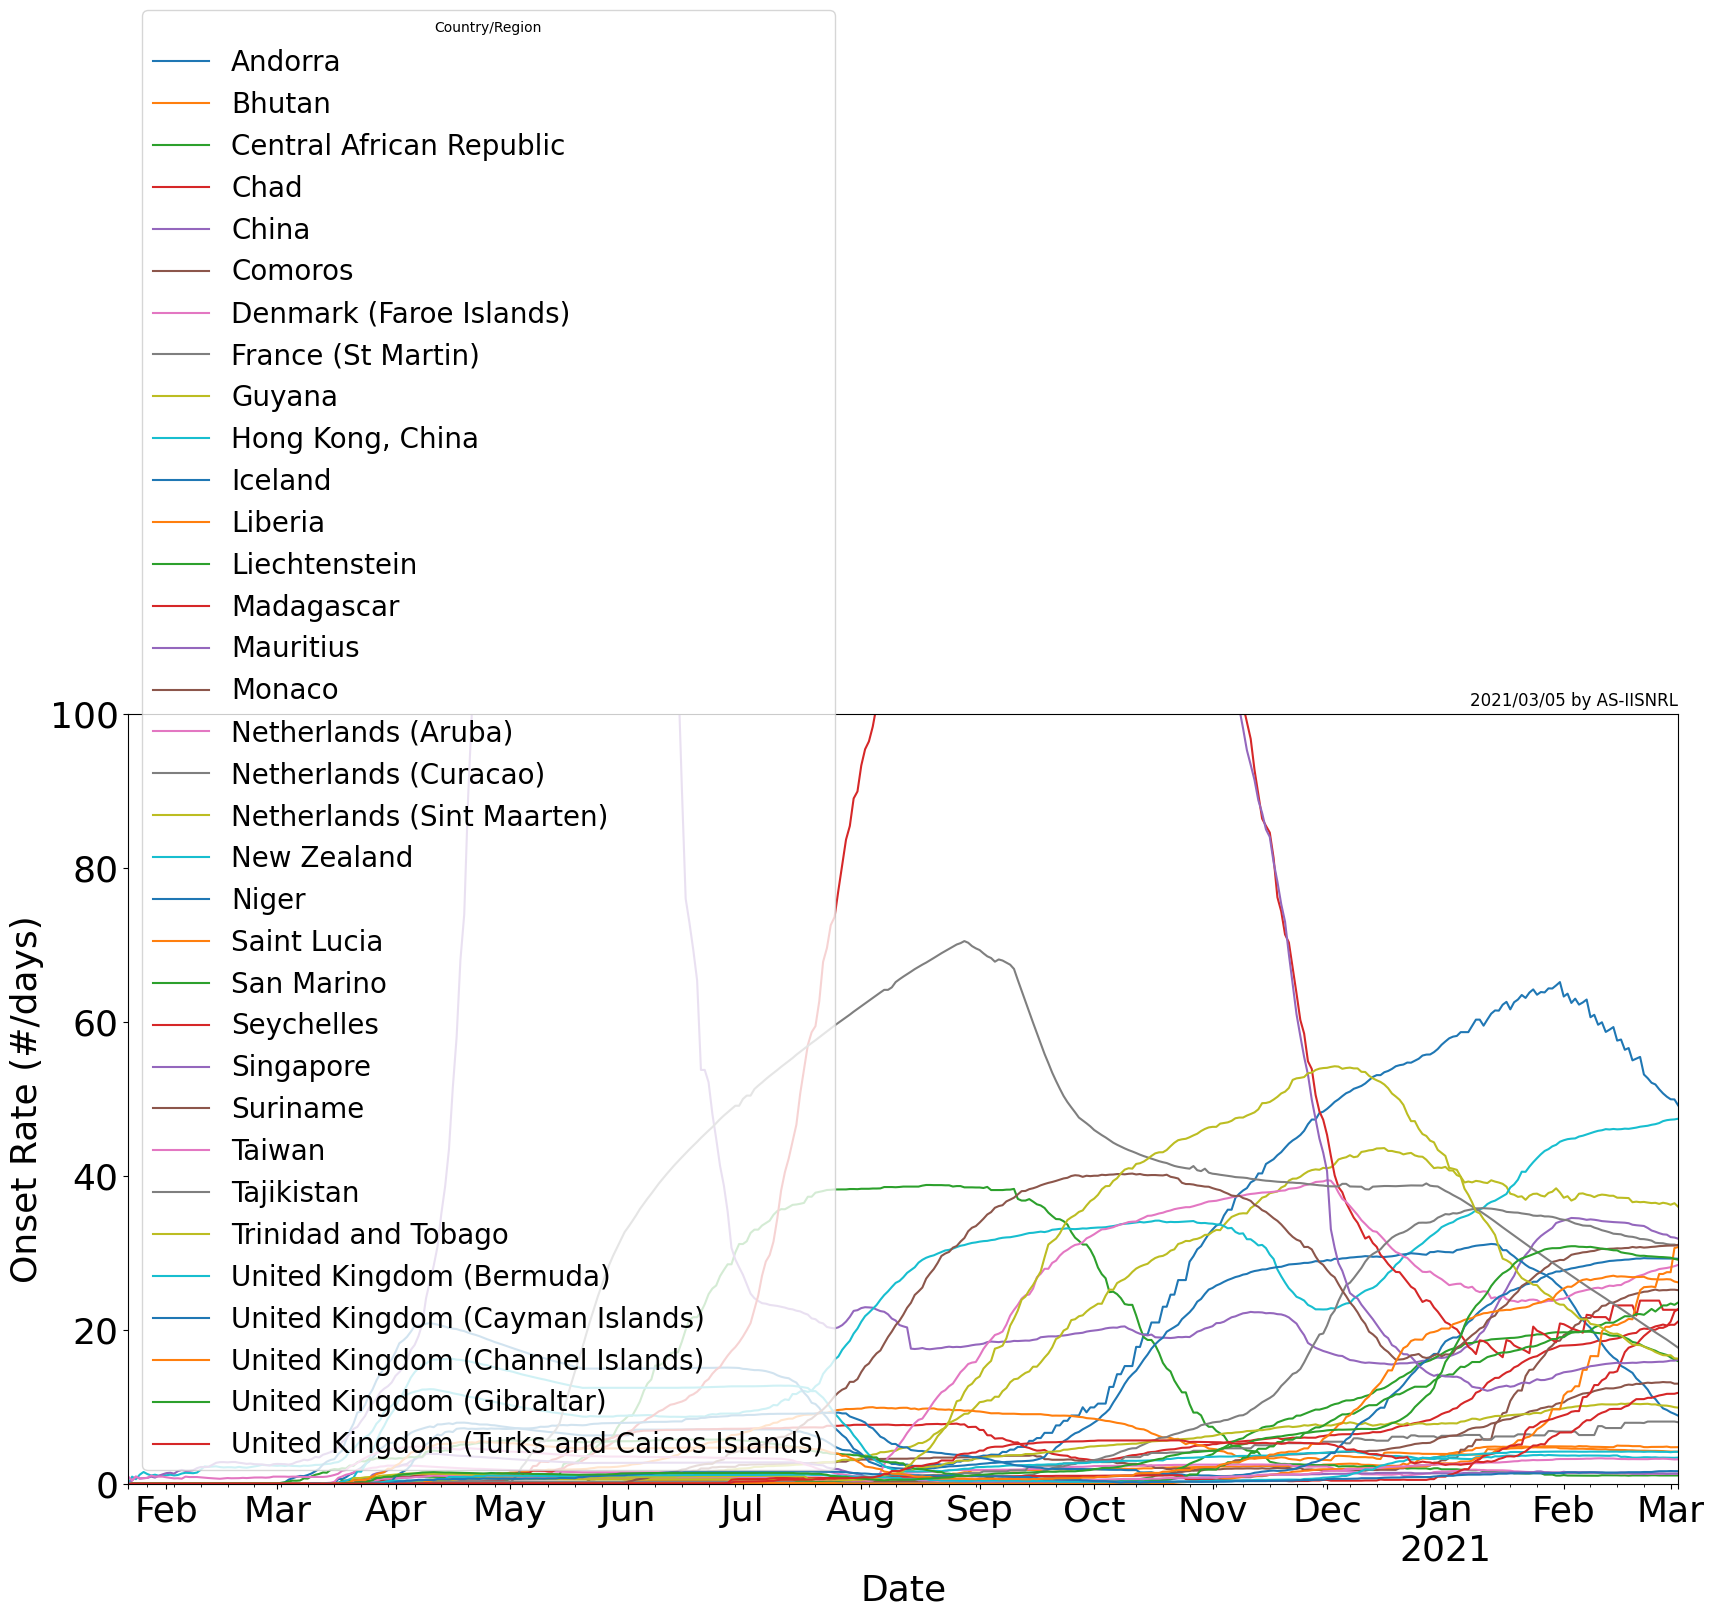 Country/Region
Andorra
Bhutan
Central African Republic
Chad
China
Comoros
Denmark (Faroe Islands)
France (St Martin)
Guyana
Hong Kong, China
Iceland
Liberia
Liechtenstein
Madagascar
Mauritius
Monaco
Netherlands (Aruba)
Netherlands (Curacao)
Netherlands (Sint Maarten)
New Zealand
Niger
Saint Lucia
San Marino
Seychelles
Singapore
Suriname
Taiwan
Tajikistan
Trinidad and Tobago
United Kingdom (Bermuda)
United Kingdom (Cayman Islands)
United Kingdom (Channel Islands)
United Kingdom (Gibraltar)
United Kingdom (Turks and Caicos Islands)
2021/03/05 by AS-IISNRL
100
80
60
40
20
0
Onset Rate (#/days)
Feb Mar Apr May Jun Jul Aug Sep Oct Nov Dec Jan Feb Mar
2021
Date